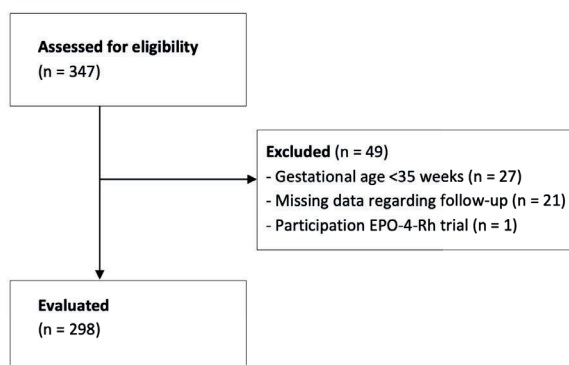 Assessed for eligibility
(n = 347)
Excluded (n = 49)
- Gestational age <35 weeks (n = 27)
- Missing data regarding follow-up (n = 21)
- Participation EPO-4-Rh trial (n = 1)
Evaluated
(n = 298)